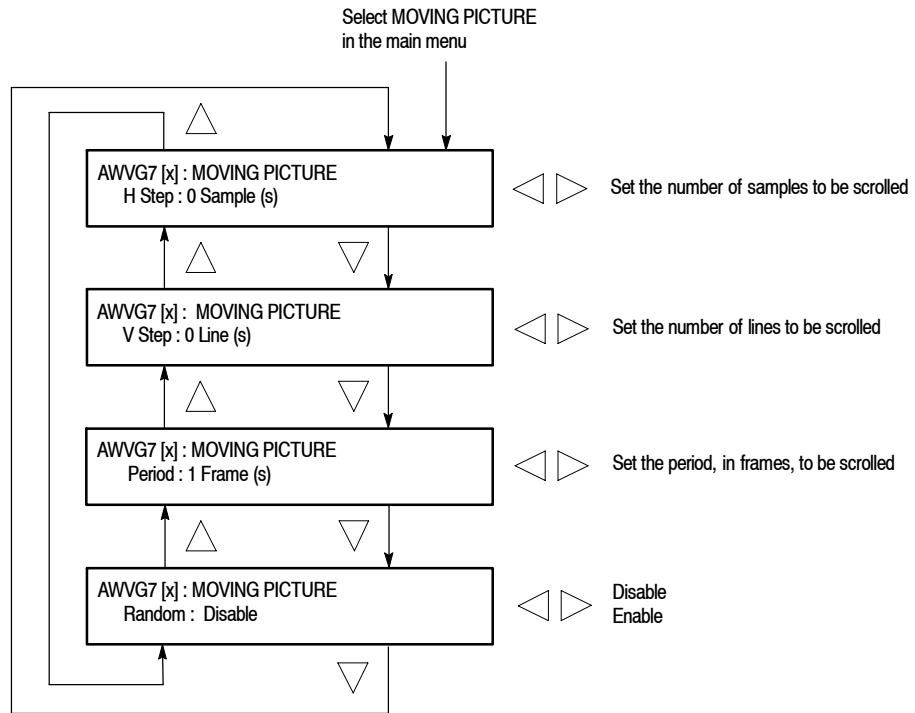 Select MOVING PICTURE
in the main menu
AWVG7 [x] : MOVING PICTURE
H Step : 0 Sample (s)
Set the number of samples to be scrolled
AWVG7 [x] : MOVING PICTURE
V Step : 0 Line (s)
Set the number of lines to be scrolled
AWVG7 [x] : MOVING PICTURE
Period : 1 Frame (s)
Set the period, in frames, to be scrolled
AWVG7 [x] : MOVING PICTURE
Random : Disable
Disable
Enable